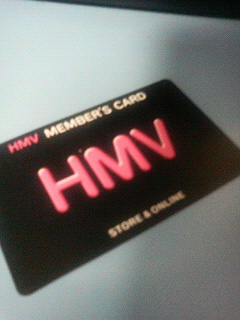 HMV MEMBER'S CARD
HMV
STORE & ONLINE